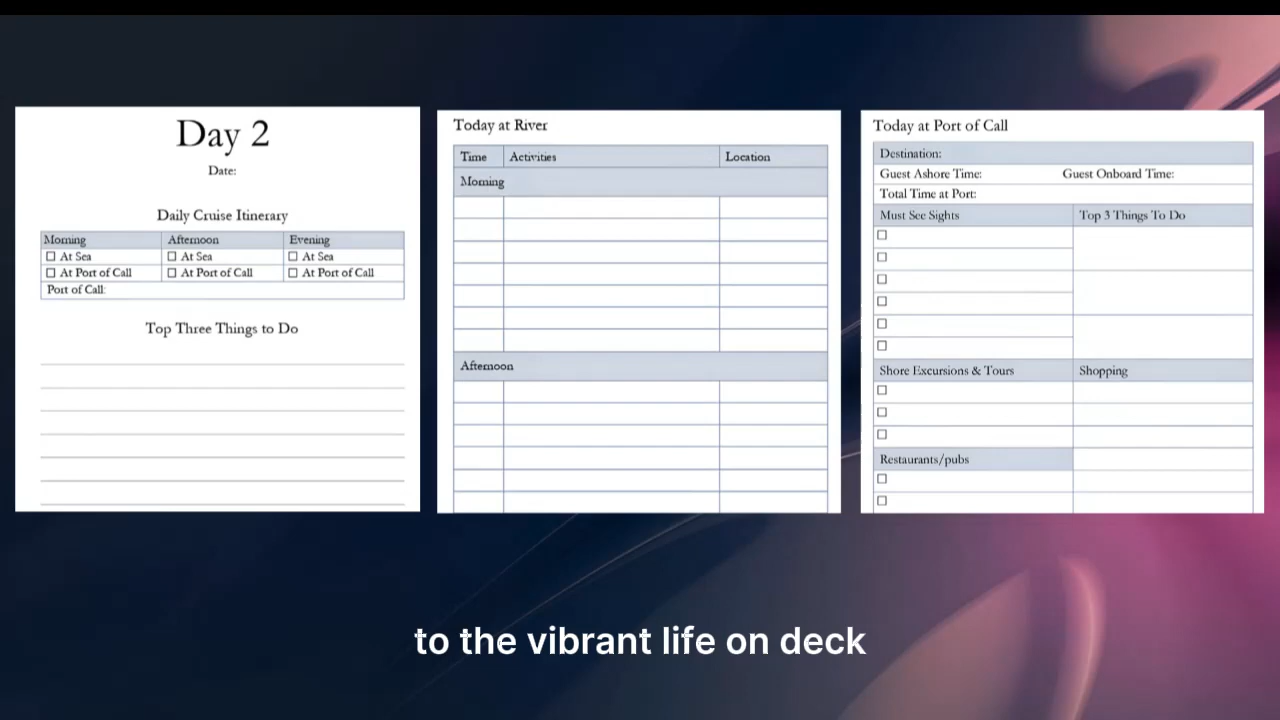 Day 2
Date:
Daily Cruise Itinerary
Morning Afternoon Evening
At Sea At Sea At Sea
At Port of Call At Port of Call At Port of Call
Port of Call:
Top Three Things to Do
Today at River
Time Activities Location
Morning
Afternoon
Today at Port of Call
Destination:
Guest Ashore Time: Guest Onboard Time:
Total Time at Port:
Must See Sights Top 3 Things To Do
Shore Excursions & Tours Shopping
Restaurants/pubs
to the vibrant life on deck